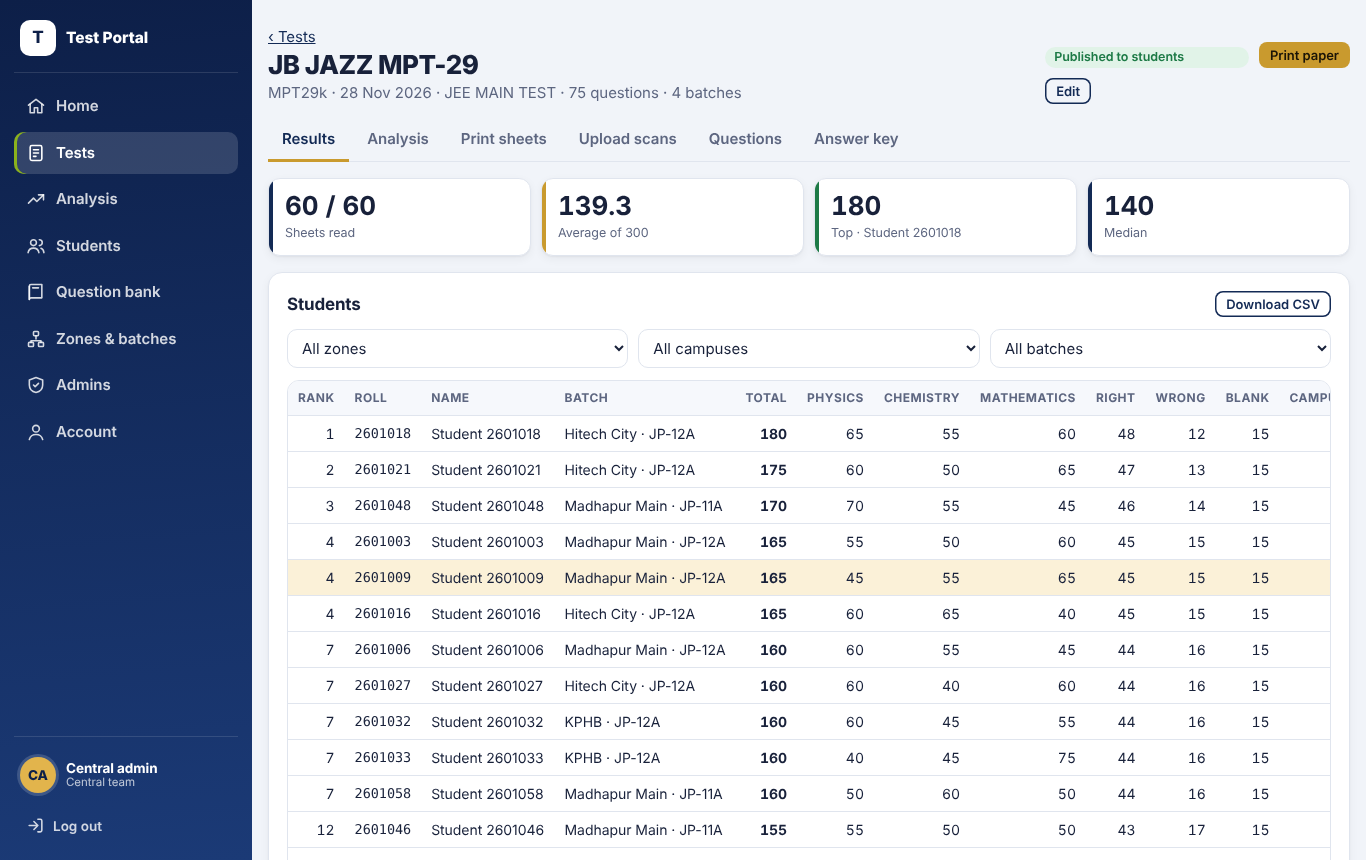 T Test Portal
Home
Tests
Analysis
Students
Question bank
Zones & batches
Admins
Account
CA Central admin
Central team
Log out
‹ Tests
JB JAZZ MPT-29
MPT29k · 28 Nov 2026 · JEE MAIN TEST · 75 questions · 4 batches
Published to students Print paper
Edit
Results Analysis Print sheets Upload scans Questions Answer key
60 / 60
Sheets read
139.3
Average of 300
180
Top · Student 2601018
140
Median
Students Download CSV
All zones All campuses All batches
RANK ROLL NAME BATCH TOTAL PHYSICS CHEMISTRY MATHEMATICS RIGHT WRONG BLANK
1 2601018 Student 2601018 Hitech City · JP-12A 180 65 55 60 48 12 15
2 2601021 Student 2601021 Hitech City · JP-12A 175 60 50 65 47 13 15
3 2601048 Student 2601048 Madhapur Main · JP-11A 170 70 55 45 46 14 15
4 2601003 Student 2601003 Madhapur Main · JP-12A 165 55 50 60 45 15 15
4 2601009 Student 2601009 Madhapur Main · JP-12A 165 45 55 65 45 15 15
4 2601016 Student 2601016 Hitech City · JP-12A 165 60 65 40 45 15 15
7 2601006 Student 2601006 Madhapur Main · JP-12A 160 60 55 45 44 16 15
7 2601027 Student 2601027 Hitech City · JP-12A 160 60 40 60 44 16 15
7 2601032 Student 2601032 KPHB · JP-12A 160 60 45 55 44 16 15
7 2601033 Student 2601033 KPHB · JP-12A 160 40 45 75 44 16 15
7 2601058 Student 2601058 Madhapur Main · JP-11A 160 50 60 50 44 16 15
12 2601046 Student 2601046 Madhapur Main · JP-11A 155 55 50 50 43 17 15